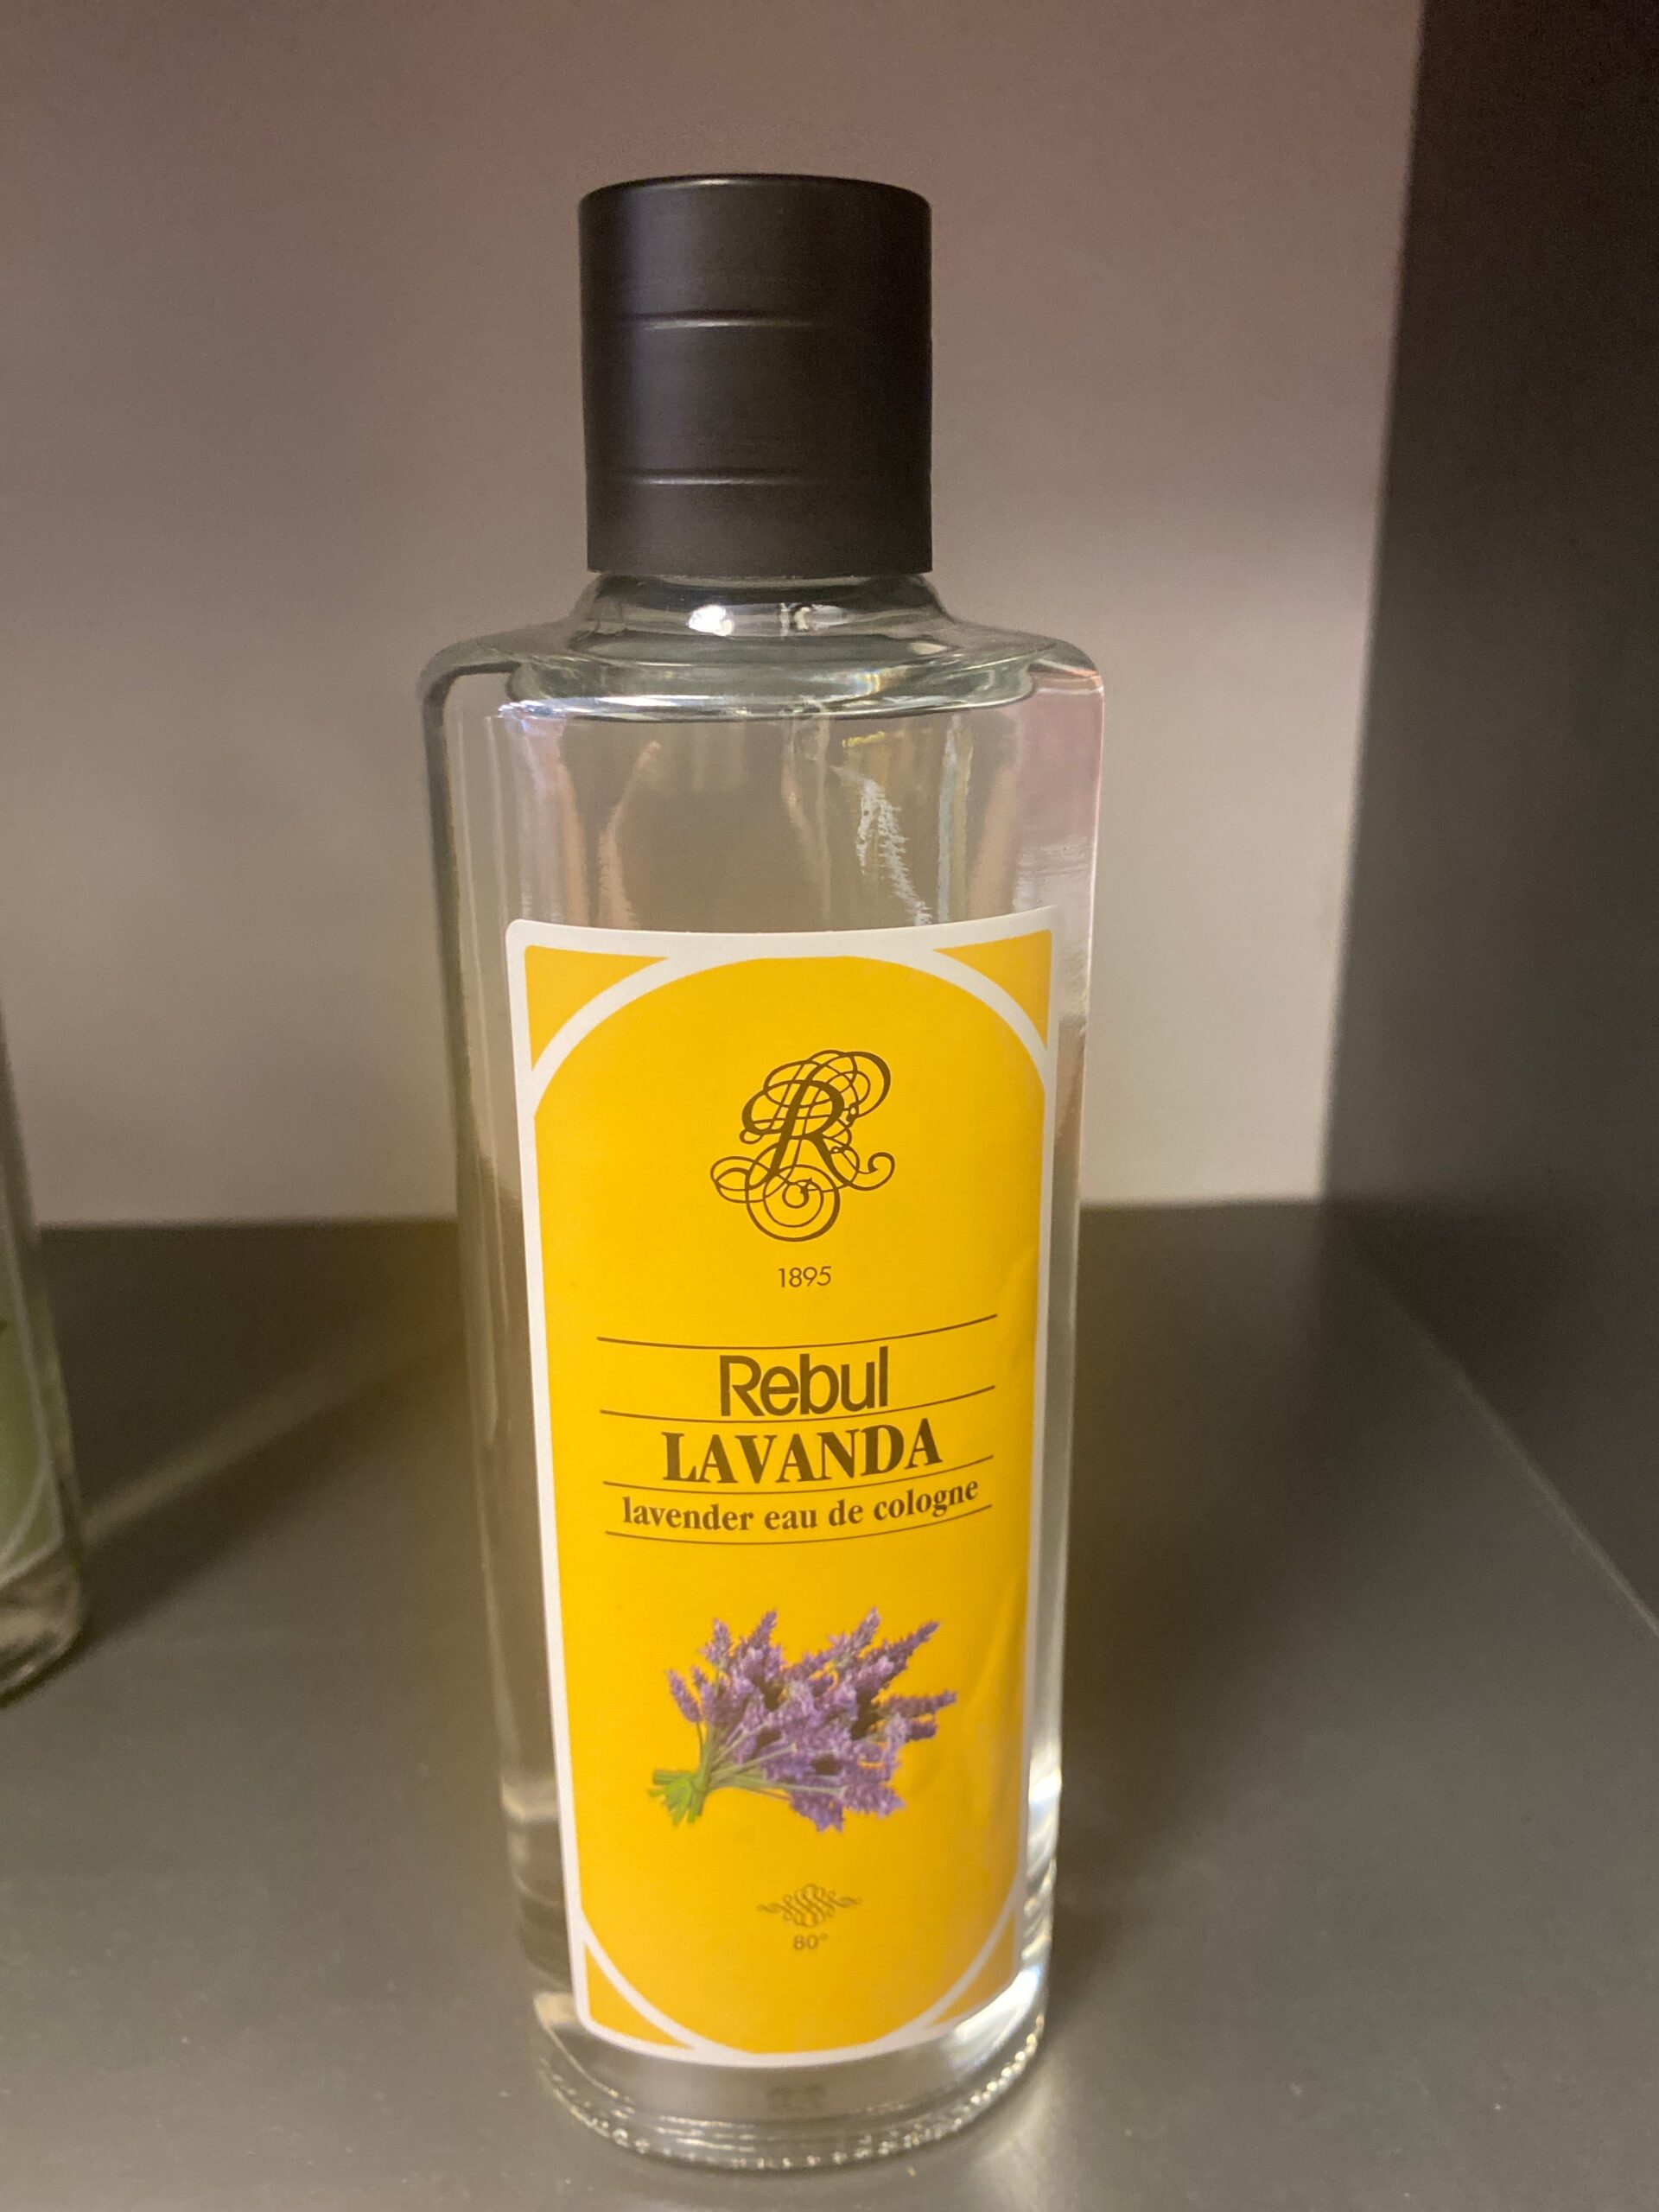 R
1895
Rebul
LAVANDA
lavender eau de cologne
80°